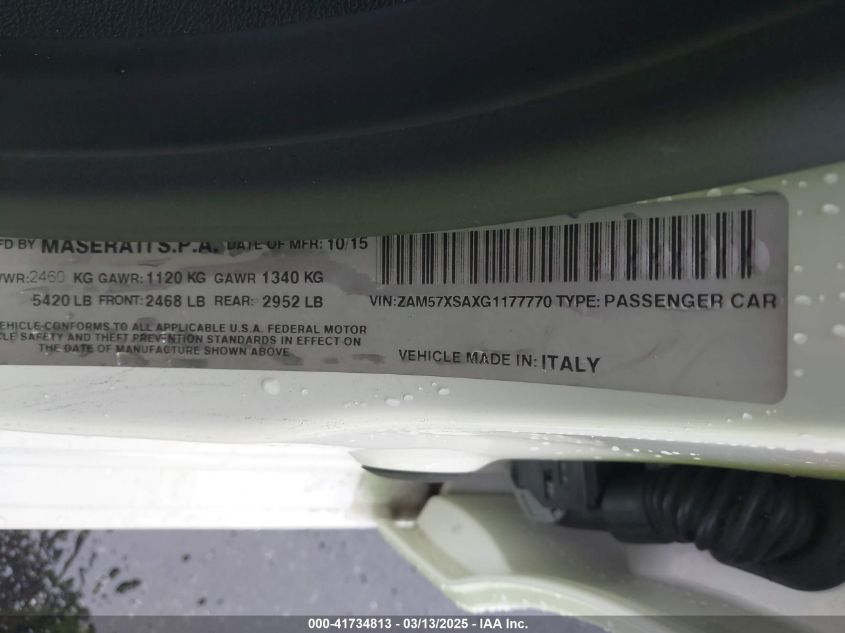 FD BY MASERATI S.P.A. DATE OF MFR: 10/15
WR:2460 KG GAWR: 1120 KG GAWR 1340 KG
5420 LB FRONT: 2468 LB REAR: 2952 LB
EHICLE CONFORMS TO ALL APPLICABLE U.S.A. FEDERAL MOTOR
CLE SAFETY AND THEFT PREVENTION STANDARDS IN EFFECT ON
THE DATE OF MANUFACTURE SHOWN ABOVE
VIN:ZAM57XSAXG1177770 TYPE: PASSENGER CAR
VEHICLE MADE IN: ITALY
000-41734813 - 03/13/2025 - IAA Inc.